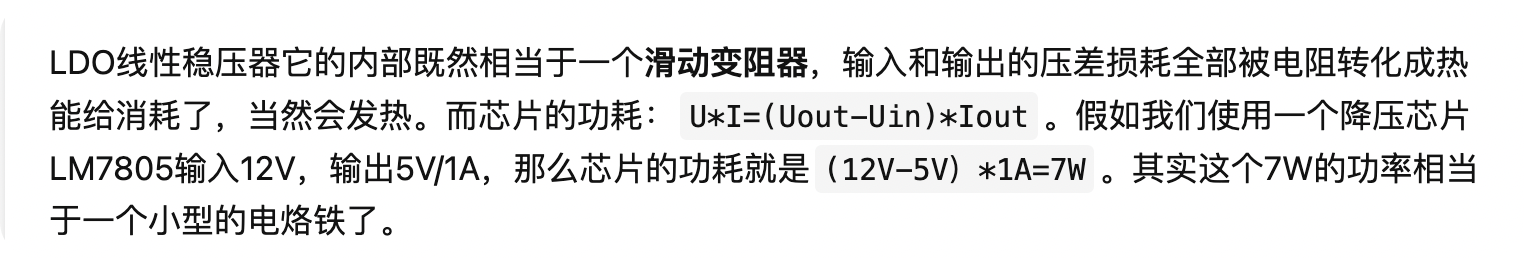 LDO线性稳压器它的内部既然相当于一个滑动变阻器，输入和输出的压差损耗全部被电阻转化成热
能给消耗了，当然会发热。而芯片的功耗： U*I=(Uout-Uin)*Iout 。假如我们使用一个降压芯片
LM7805输入12V，输出5V/1A，那么芯片的功耗就是 (12V-5V）*1A=7W 。其实这个7W的功率相当
于一个小型的电烙铁了。